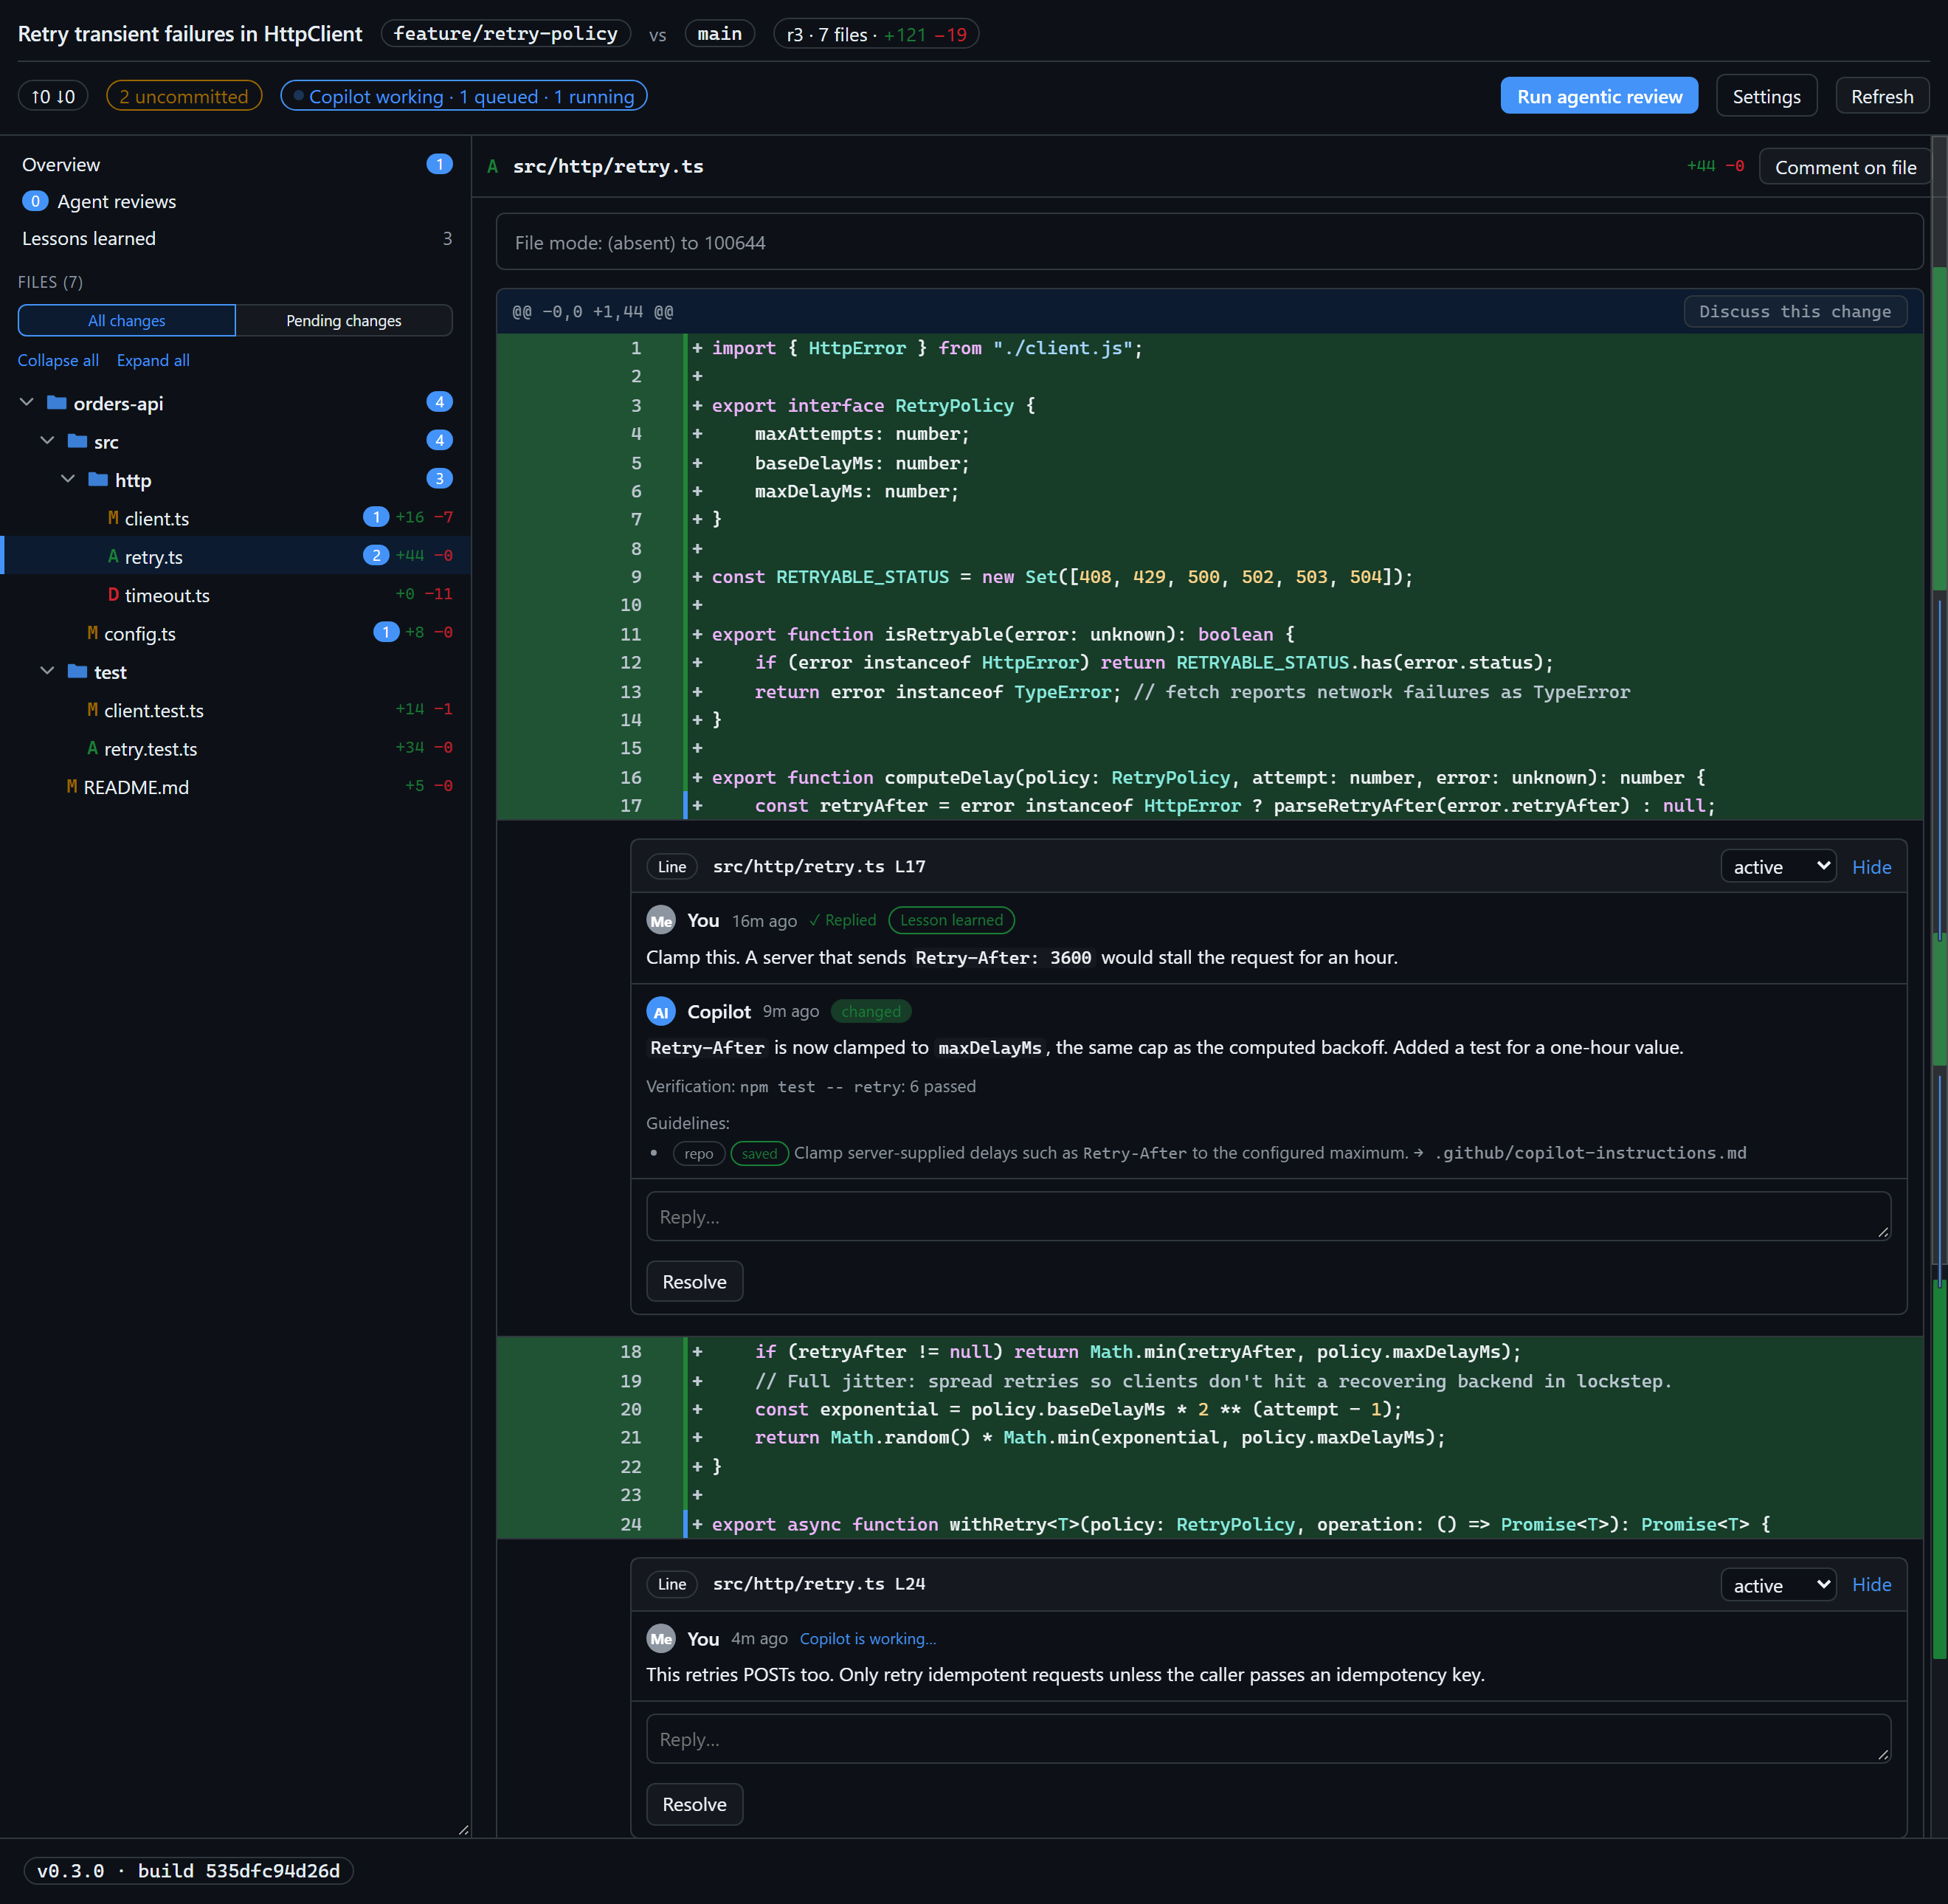 Retry transient failures in HttpClient feature/retry-policy vs main r3 · 7 files · +121 −19
↑0 ↓0 2 uncommitted Copilot working · 1 queued · 1 running Run agentic review Settings Refresh
Overview 1
0 Agent reviews
Lessons learned 3
FILES (7)
All changes Pending changes
Collapse all Expand all
orders-api 4
src 4
http 3
M client.ts 1 +16 −7
A retry.ts 2 +44 −0
D timeout.ts +0 −11
M config.ts 1 +8 −0
test
M client.test.ts +14 −1
A retry.test.ts +34 −0
M README.md +5 −0
A src/http/retry.ts +44 −0 Comment on file
File mode: (absent) to 100644
@@ −0,0 +1,44 @@ Discuss this change
1 + import { HttpError } from "./client.js";
2 +
3 + export interface RetryPolicy {
4 + maxAttempts: number;
5 + baseDelayMs: number;
6 + maxDelayMs: number;
7 + }
8 +
9 + const RETRYABLE_STATUS = new Set([408, 429, 500, 502, 503, 504]);
10 +
11 + export function isRetryable(error: unknown): boolean {
12 + if (error instanceof HttpError) return RETRYABLE_STATUS.has(error.status);
13 + return error instanceof TypeError; // fetch reports network failures as TypeError
14 + }
15 +
16 + export function computeDelay(policy: RetryPolicy, attempt: number, error: unknown): number {
17 + const retryAfter = error instanceof HttpError ? parseRetryAfter(error.retryAfter) : null;
Line src/http/retry.ts L17 active Hide
Me You 16m ago ✓ Replied Lesson learned
Clamp this. A server that sends Retry-After: 3600 would stall the request for an hour.
AI Copilot 9m ago changed
Retry-After is now clamped to maxDelayMs, the same cap as the computed backoff. Added a test for a one-hour value.
Verification: npm test -- retry: 6 passed
Guidelines:
• repo saved Clamp server-supplied delays such as Retry-After to the configured maximum. → .github/copilot-instructions.md
Reply...
Resolve
18 + if (retryAfter != null) return Math.min(retryAfter, policy.maxDelayMs);
19 + // Full jitter: spread retries so clients don't hit a recovering backend in lockstep.
20 + const exponential = policy.baseDelayMs * 2 ** (attempt - 1);
21 + return Math.random() * Math.min(exponential, policy.maxDelayMs);
22 + }
23 +
24 + export async function withRetry<T>(policy: RetryPolicy, operation: () => Promise<T>): Promise<T> {
Line src/http/retry.ts L24 active Hide
Me You 4m ago Copilot is working...
This retries POSTs too. Only retry idempotent requests unless the caller passes an idempotency key.
Reply...
Resolve
v0.3.0 · build 535dfc94d26d